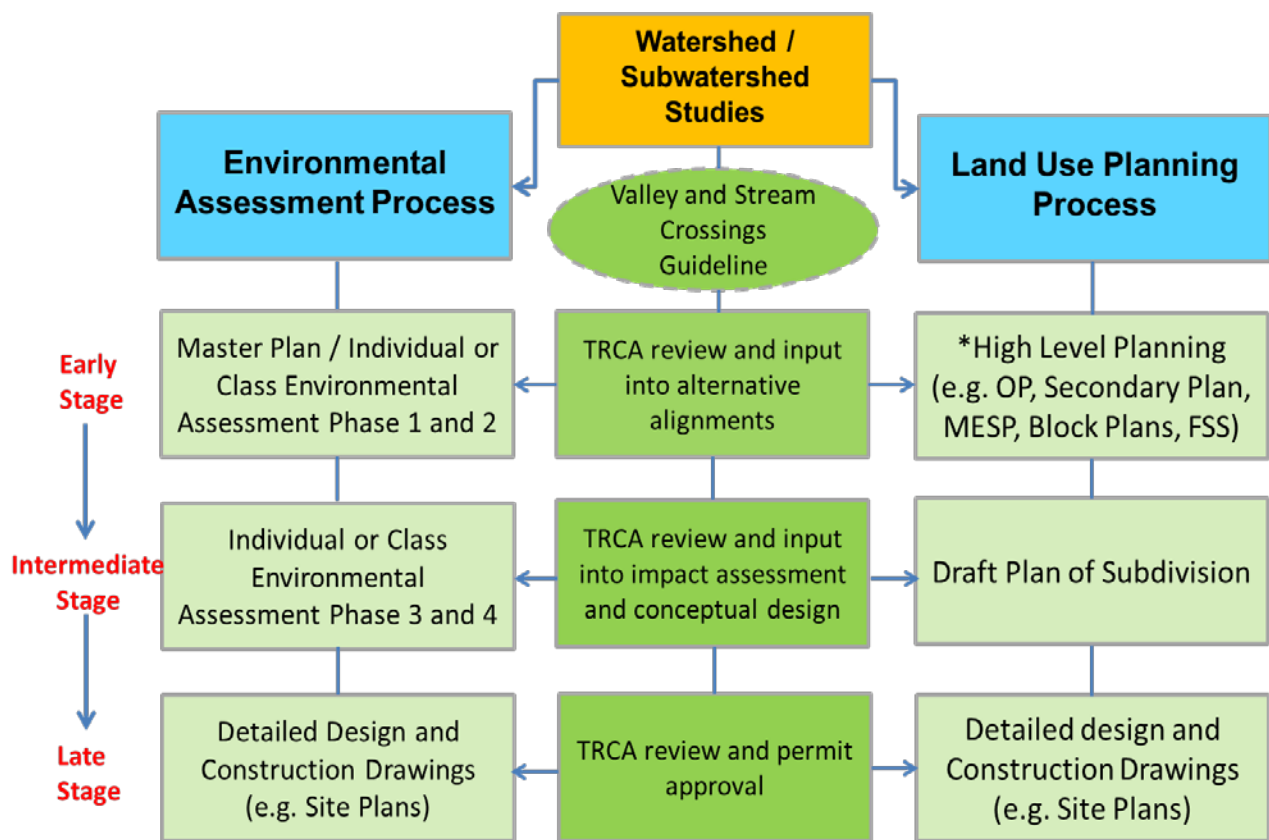 Watershed /
Subwatershed
Studies
Environmental
Assessment Process
Valley and Stream
Crossings
Guideline
Land Use Planning
Process
Early
Stage
Master Plan / Individual or
Class Environmental
Assessment Phase 1 and 2
TRCA review and input
into alternative
alignments
*High Level Planning
(e.g. OP, Secondary Plan,
MESP, Block Plans, FSS)
Intermediate
Stage
Individual or Class
Environmental
Assessment Phase 3 and 4
TRCA review and input
into impact assessment
and conceptual design
Draft Plan of Subdivision
Late
Stage
Detailed Design and
Construction Drawings
(e.g. Site Plans)
TRCA review and permit
approval
Detailed design and
Construction Drawings
(e.g. Site Plans)